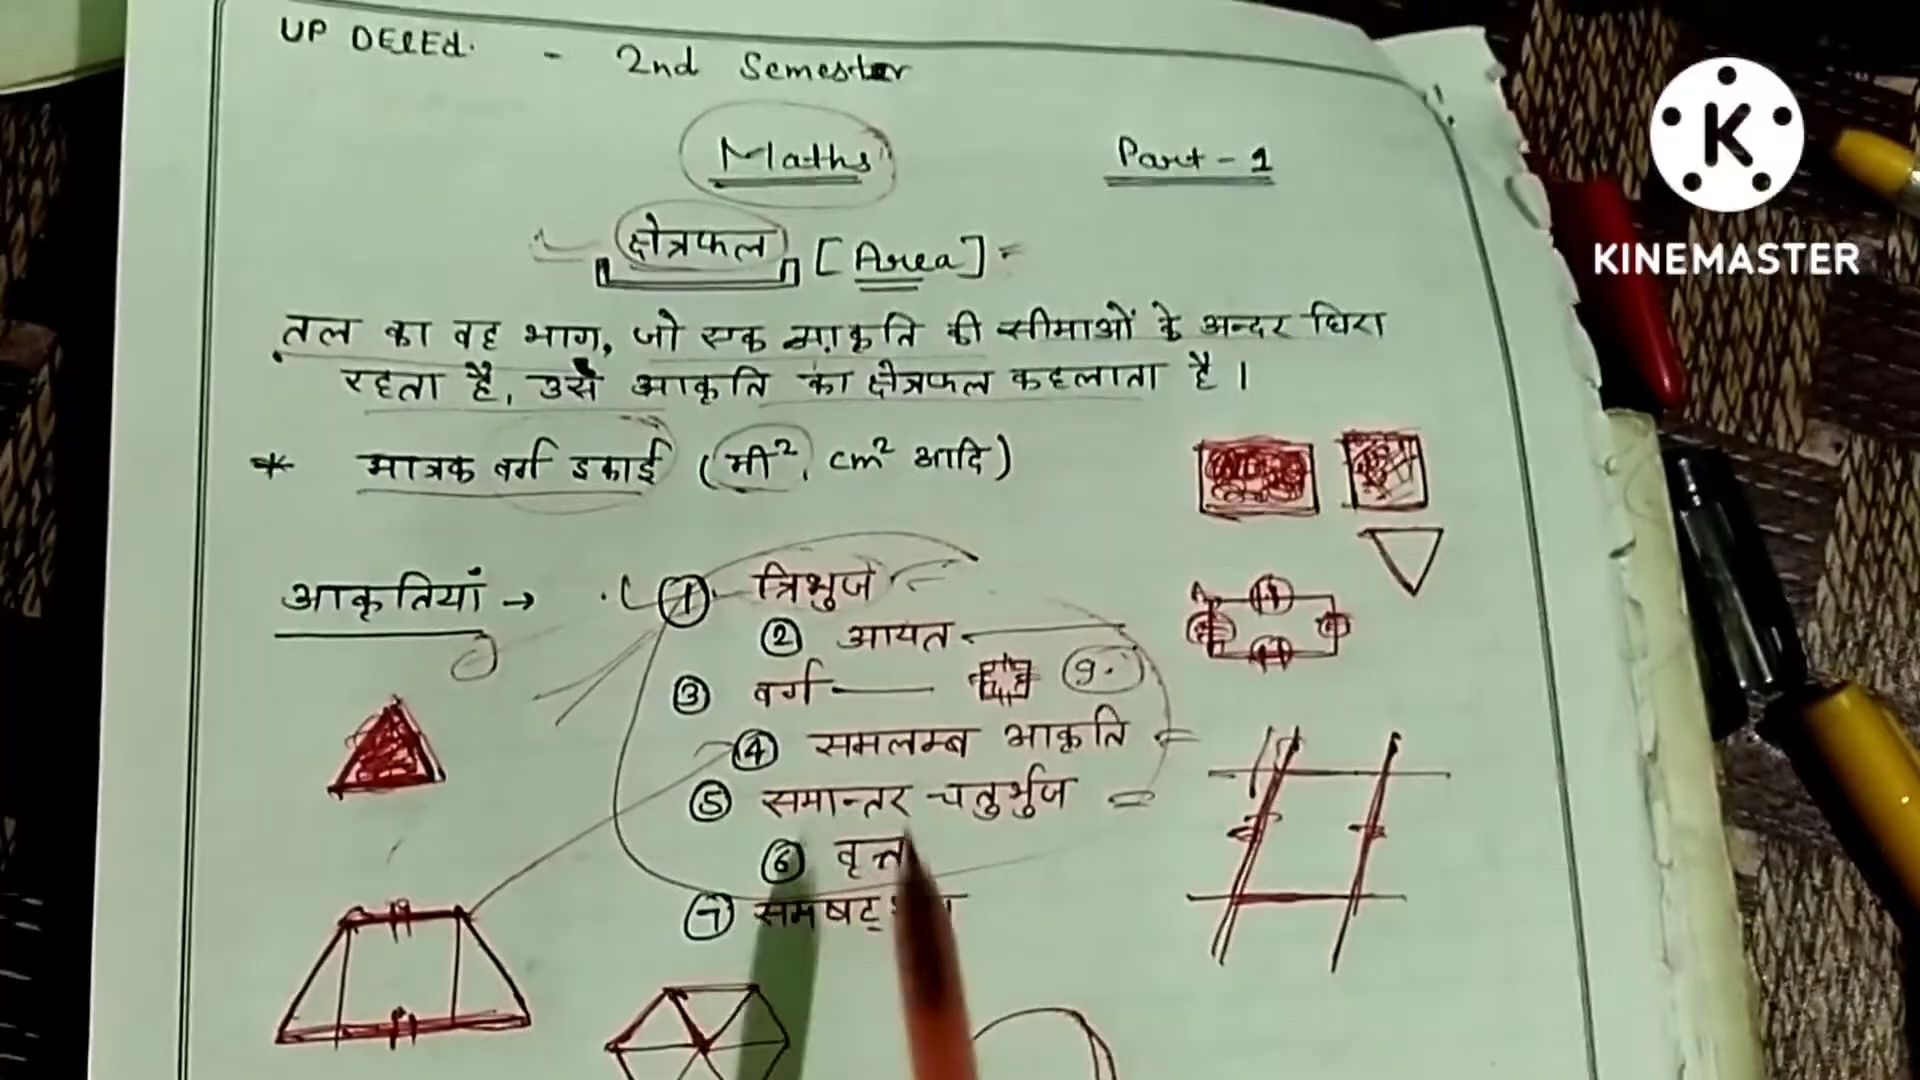 UP DELEd. - 2nd Semester
Maths
Part - 1
क्षेत्रफल [Area] =
तल का वह भाग, जो एक आकृति की सीमाओं के अन्दर घिरा
रहता है, उसे आकृति का क्षेत्रफल कहलाता है ।
* मात्रक वर्ग इकाई (मी², cm² आदि)
आकृतियां → ① त्रिभुज
② आयत
③ वर्ग
④ समलम्ब आकृति
⑤ समान्तर चतुर्भुज
⑥ वृत्त
⑦
K
KINEMASTER